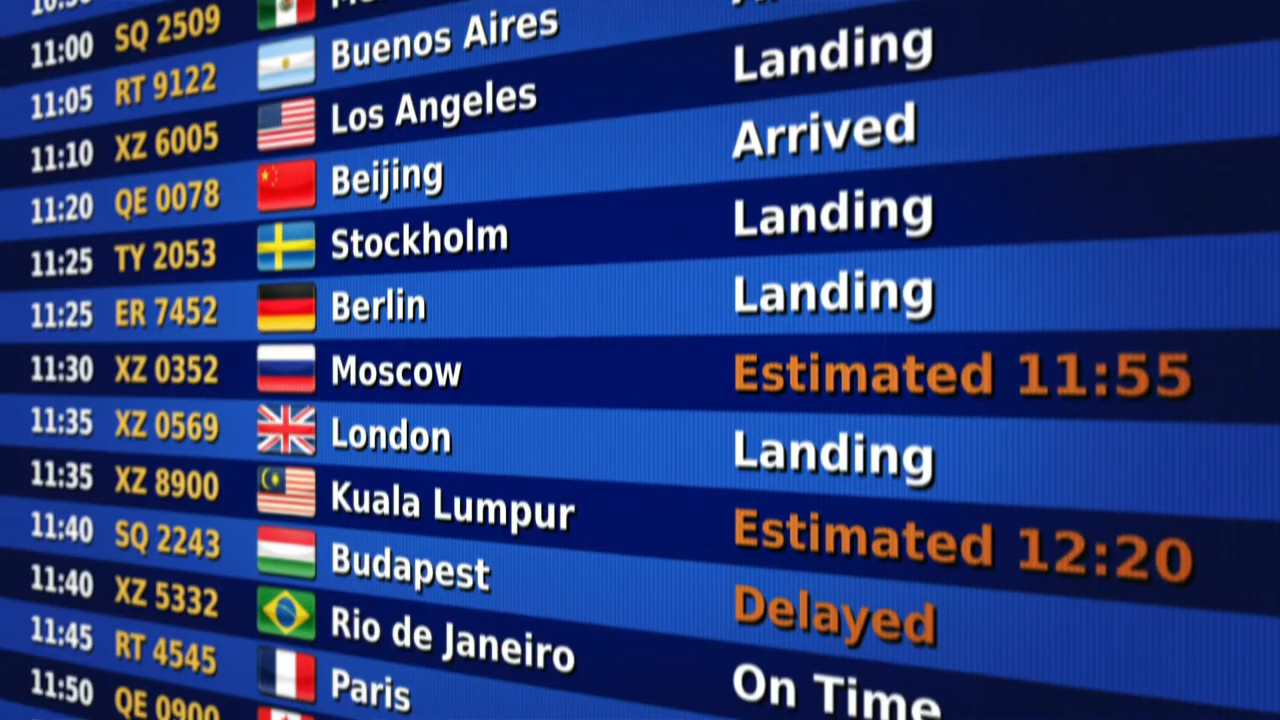 11:00 SQ 2509
11:05 RT 9122 Buenos Aires
11:10 XZ 6005 Los Angeles Landing
11:20 QE 0078 Beijing Arrived
11:25 TY 2053 Stockholm Landing
11:25 ER 7452 Berlin Landing
11:30 XZ 0352 Moscow Estimated 11:55
11:35 XZ 0569 London Landing
11:35 XZ 8900 Kuala Lumpur Estimated 12:20
11:40 SQ 2243 Budapest Delayed
11:40 XZ 5332 Rio de Janeiro On Time
11:45 RT 4545 Paris
11:50 QE 0900